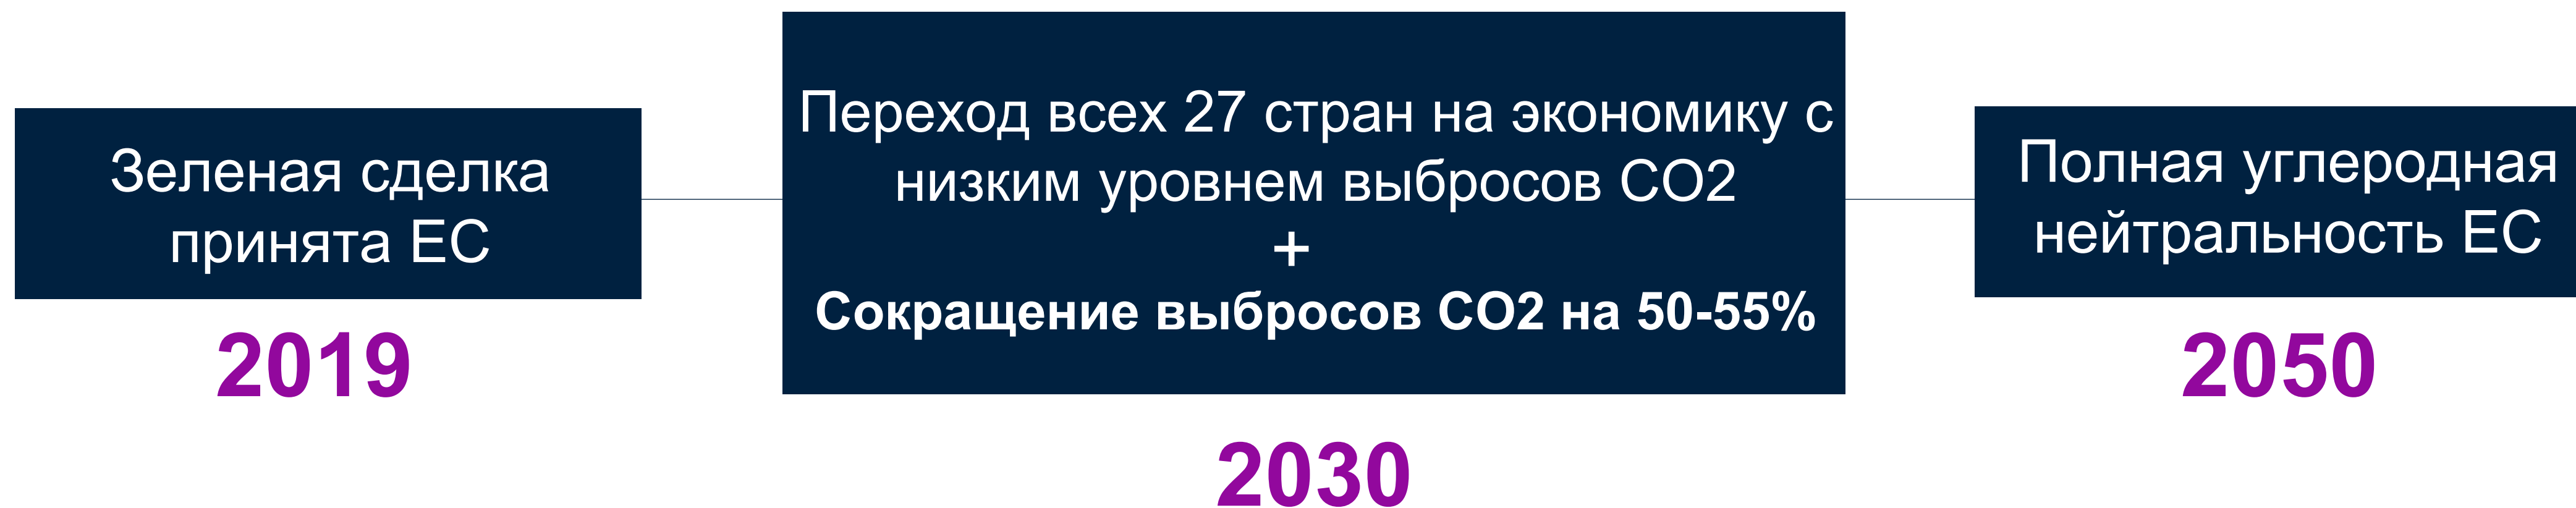 Зеленая сделка
принята ЕС
2019
Переход всех 27 стран на экономику с
низким уровнем выбросов СО2
+
Сокращение выбросов СО2 на 50-55%
2030
Полная углеродная
нейтральность ЕС
2050